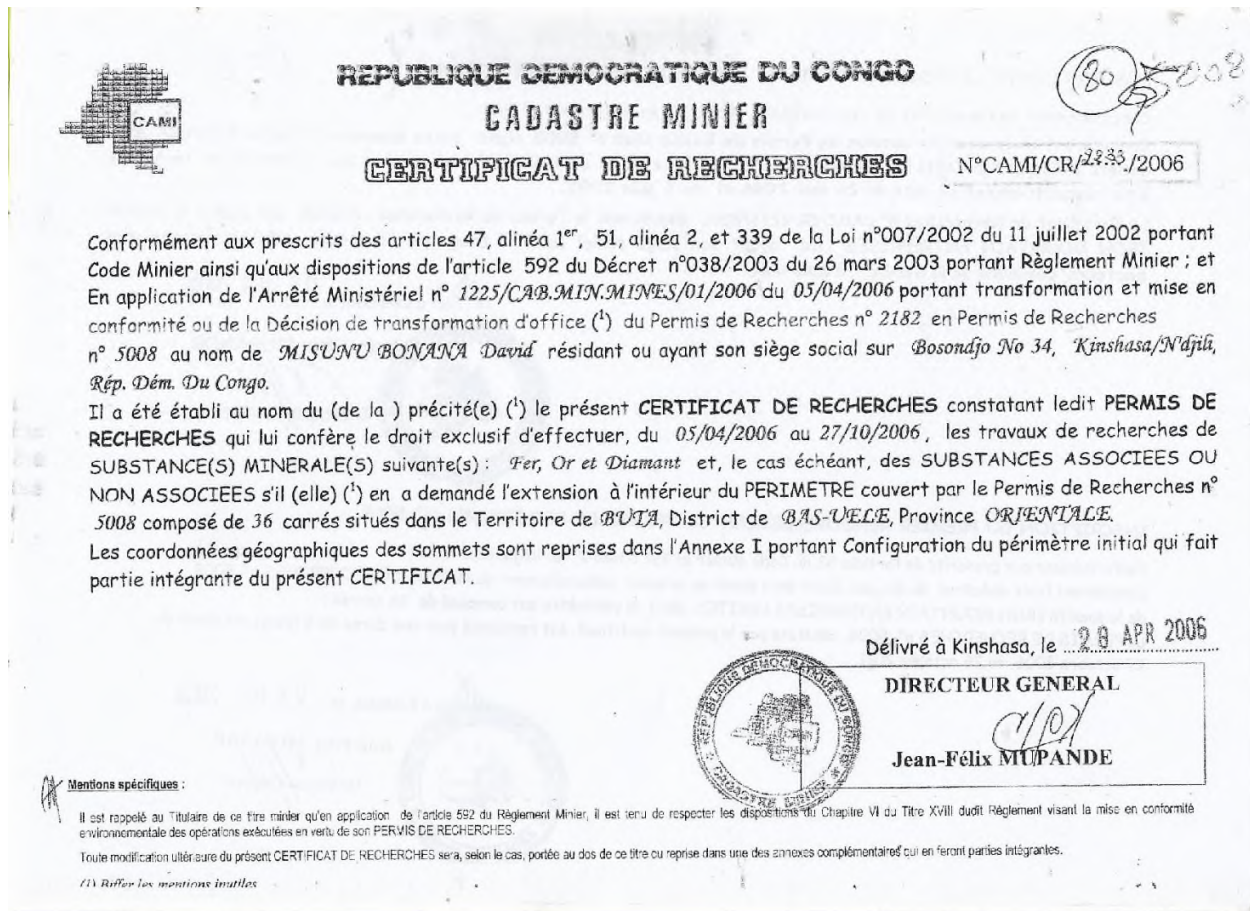 REPUBLIQUE DEMOCRATIQUE DU CONGO
CAMI
CADASTRE MINIER
CERTIFICAT DE RECHERCHES
N°CAMI/CR/ /2006
80
5008
Conformément aux prescrits des articles 47, alinéa 1er, 51, alinéa 2, et 339 de la Loi n°007/2002 du 11 juillet 2002 portant
Code Minier ainsi qu'aux dispositions de l'article 592 du Décret n°038/2003 du 26 mars 2003 portant Règlement Minier ; et
En application de l'Arrêté Ministériel n° 1225/CAB.MIN.MINES/01/2006 du 05/04/2006 portant transformation et mise en
conformité ou de la Décision de transformation d'office (1) du Permis de Recherches n° 2182 en Permis de Recherches
n° 5008 au nom de MISUNU BONANA David résidant ou ayant son siège social sur Bosondjo No 34, Kinshasa/N'djili,
Rép. Dém. Du Congo.
Il a été établi au nom du (de la ) précité(e) (1) le présent CERTIFICAT DE RECHERCHES constatant ledit PERMIS DE
RECHERCHES qui lui confère le droit exclusif d'effectuer, du 05/04/2006 au 27/10/2006, les travaux de recherches de
SUBSTANCE(S) MINERALE(S) suivante(s) : Fer, Or et Diamant et, le cas échéant, des SUBSTANCES ASSOCIEES OU
NON ASSOCIEES s'il (elle) (1) en a demandé l'extension à l'intérieur du PERIMETRE couvert par le Permis de Recherches n°
5008 composé de 36 carrés situés dans le Territoire de BUTA, District de BAS-UELE, Province ORIENTALE.
Les coordonnées géographiques des sommets sont reprises dans l'Annexe I portant Configuration du périmètre initial qui fait
partie intégrante du présent CERTIFICAT.
Délivré à Kinshasa, le ...28 APR 2006
DIRECTEUR GENERAL
Jean-Félix MUPANDE
REPUBLIQUE DEMOCRATIQUE DU CONGO
CADASTRE MINIER
Mentions spécifiques :
Il est rappelé au Titulaire de ce titre minier qu'en application de l'article 592 du Règlement Minier, il est tenu de respecter les dispositions du Chapitre VI du Titre XVIII dudit Règlement visant la mise en conformité
environnementale des opérations exécutées en vertu de son PERMIS DE RECHERCHES.
Toute modification ultérieure du présent CERTIFICAT DE RECHERCHES sera, selon le cas, portée au dos de ce titre ou reprise dans une des annexes complémentaires qui en feront parties intégrantes.
(1) Biffer les mentions inutiles